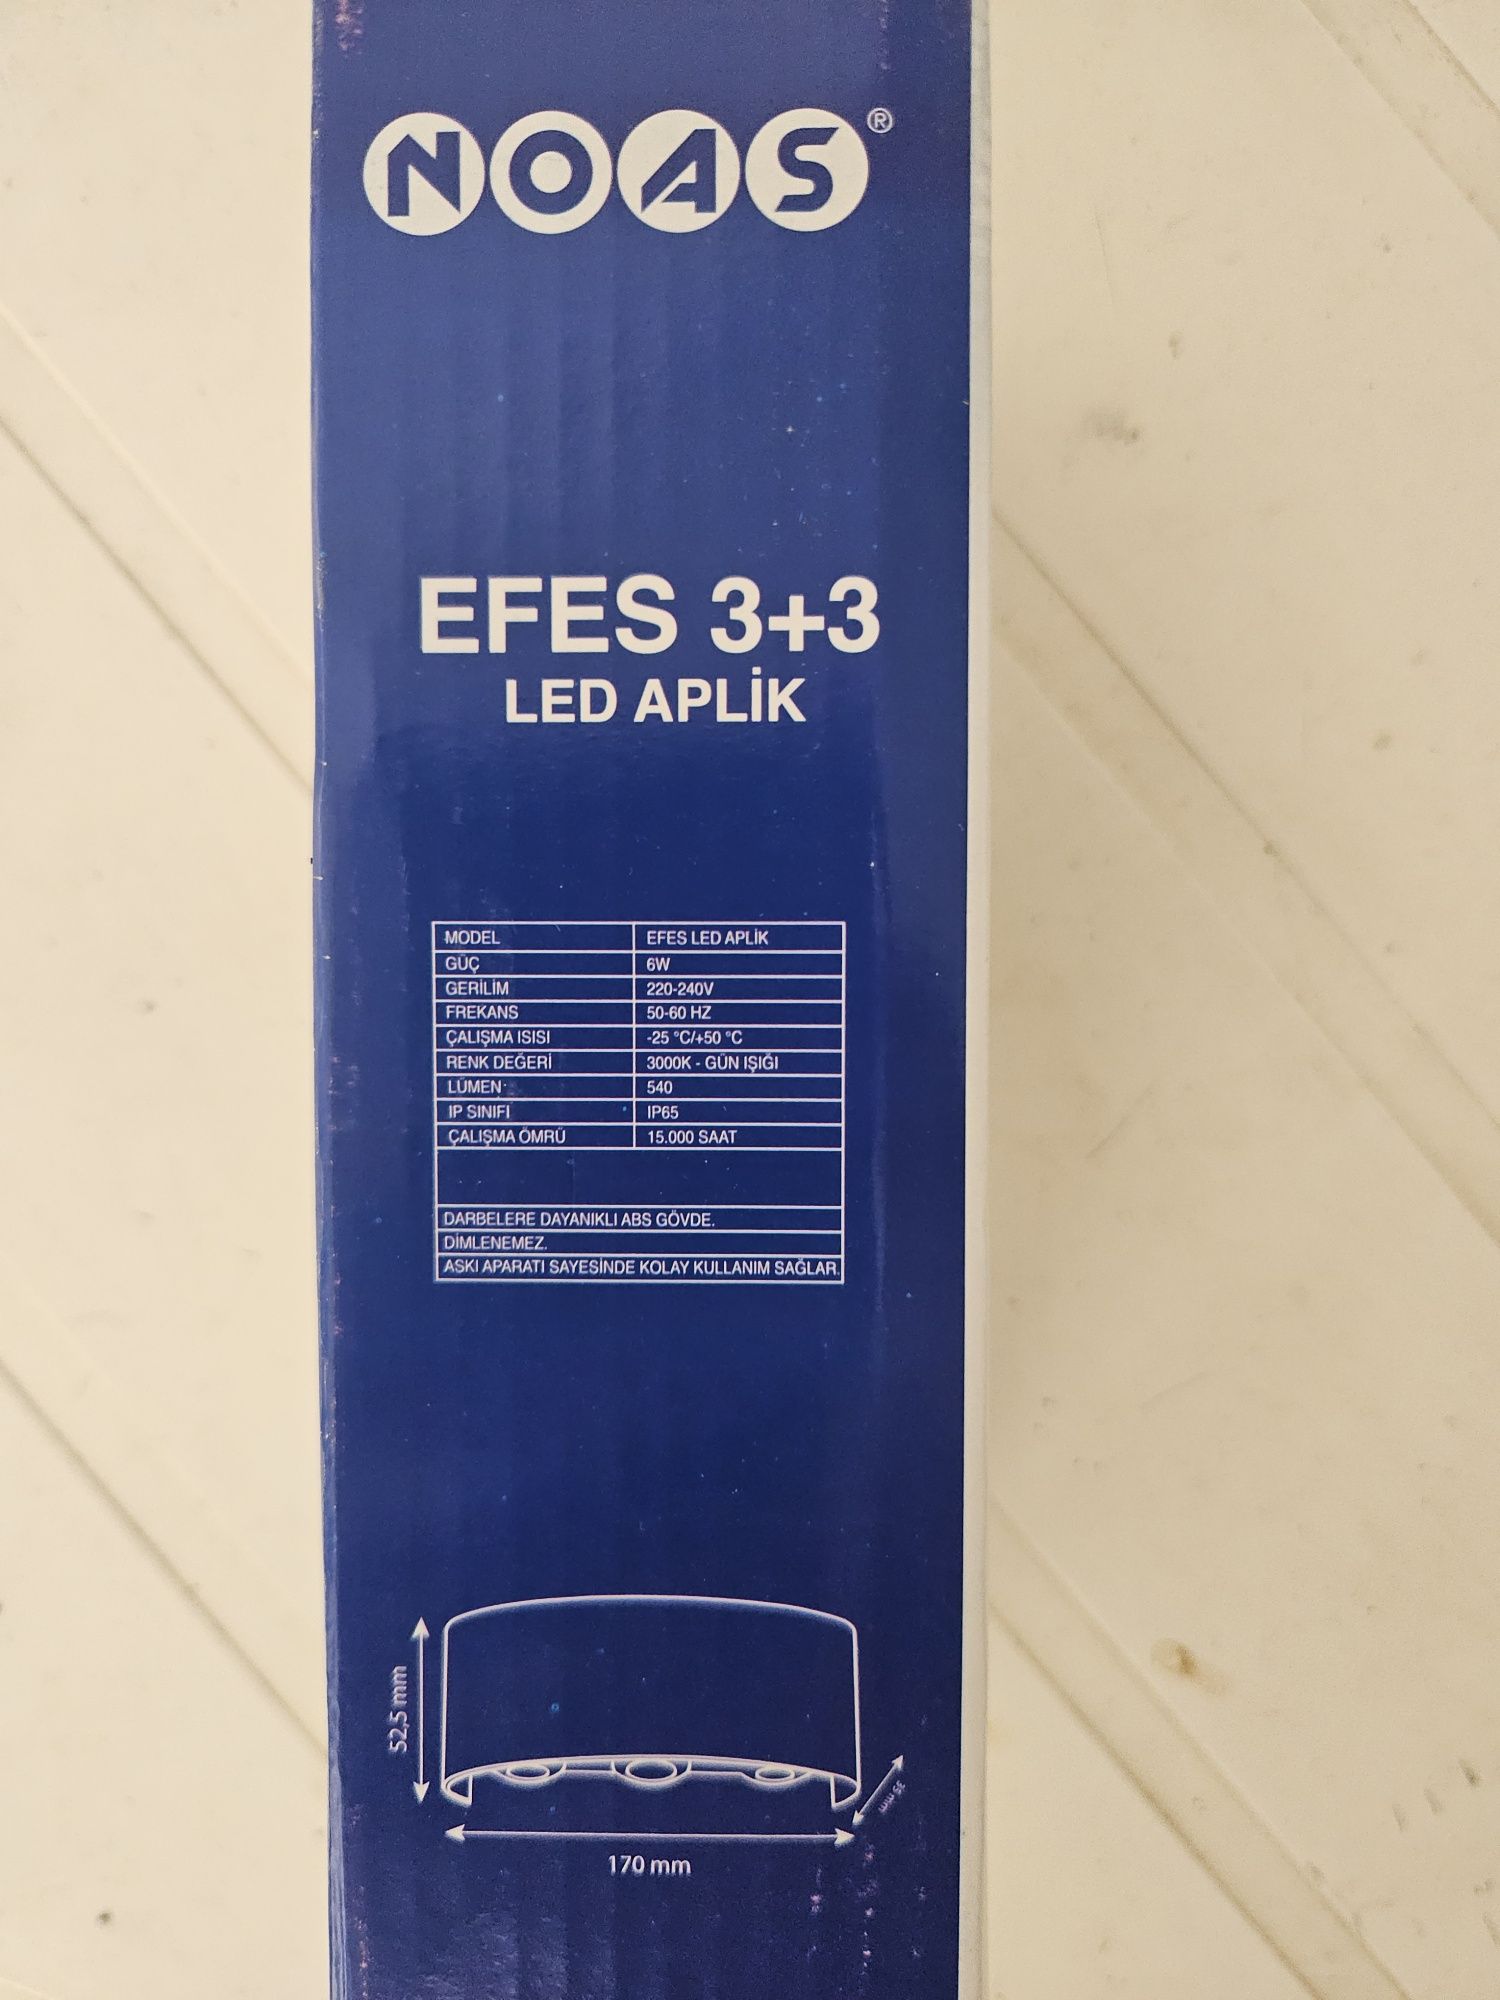 NOAS®
EFES 3+3
LED APLİK
MODEL EFES LED APLİK
GÜÇ 6W
GERİLİM 220-240V
FREKANS 50-60 HZ
ÇALIŞMA ISISI -25 °C/+50 °C
RENK DEĞERİ 3000K - GÜN IŞIĞI
LÜMEN 540
IP SINIFI IP65
ÇALIŞMA ÖMRÜ 15.000 SAAT
DARBELERE DAYANIKLI ABS GÖVDE.
DİMLENEMEZ.
ASKI APARATI SAYESİNDE KOLAY KULLANIM SAĞLAR.
52,5 mm
35 mm
170 mm